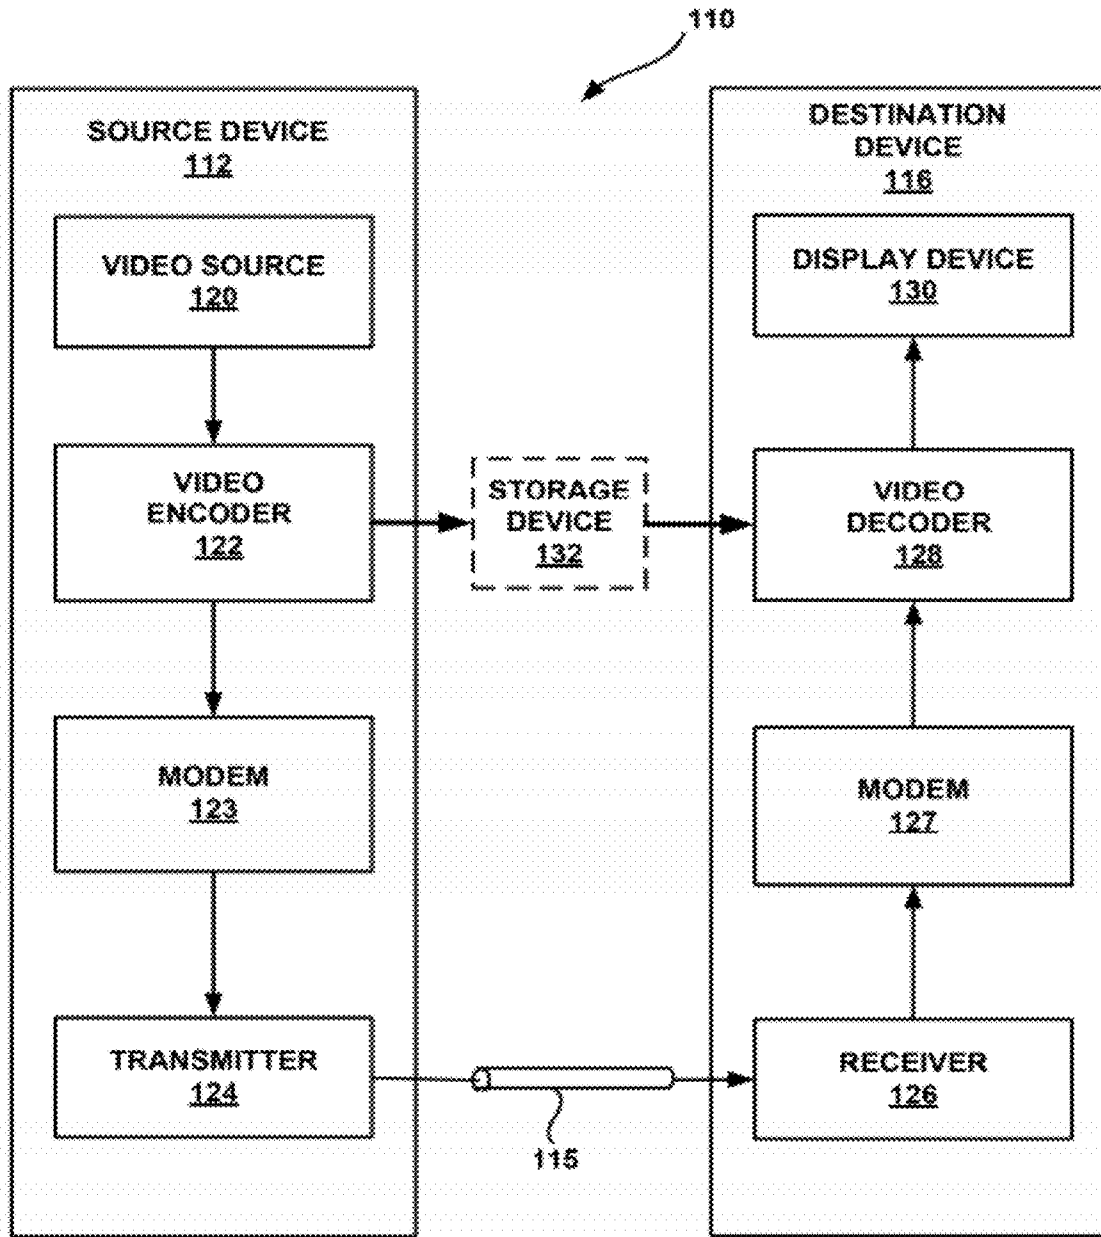 110
SOURCE DEVICE
112
VIDEO SOURCE
120
VIDEO
ENCODER
122
MODEM
123
TRANSMITTER
124
STORAGE
DEVICE
132
115
DESTINATION
DEVICE
116
DISPLAY DEVICE
130
VIDEO
DECODER
128
MODEM
127
RECEIVER
126